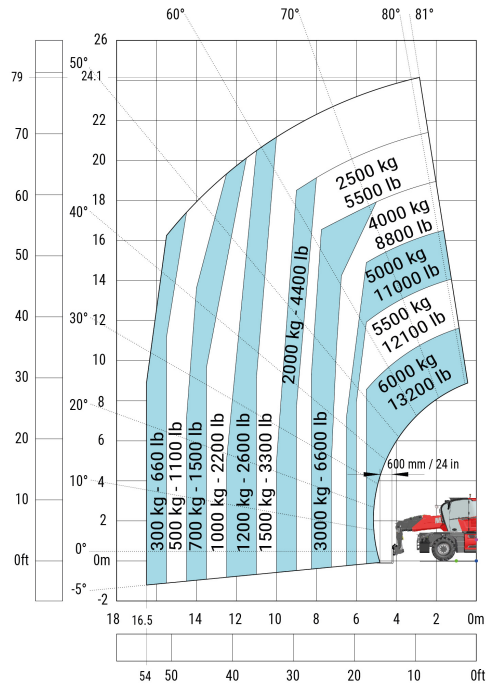 60°
70°
80°
81°
26
50°
79
24.1
22
70
20
60
18
40°
16
50
14
40
12
30°
10
30
8
20°
6
20
4
10°
10
2
0°
0ft
0m
-5°
-2
2500 kg
5500 lb
4000 kg
8800 lb
5000 kg
11000 lb
5500 kg
12100 lb
6000 kg
13200 lb
2000 kg - 4400 lb
300 kg - 660 lb
500 kg - 1100 lb
700 kg - 1500 lb
1000 kg - 2200 lb
1200 kg - 2600 lb
1500 kg - 3300 lb
3000 kg - 6600 lb
600 mm / 24 in
18
16.5
14
12
10
8
6
4
2
0m
54
50
40
30
20
10
0ft